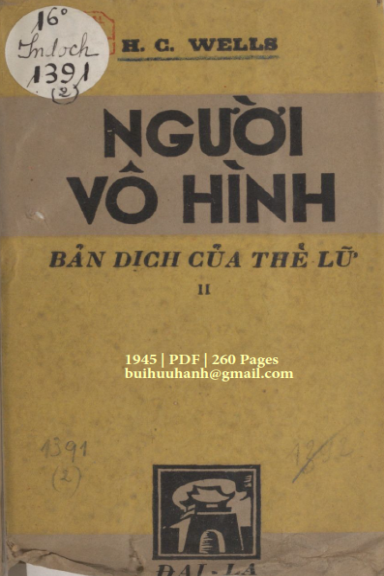 16°
Indoch
1391
(2)
H. C. WELLS
NGƯỜI
VÔ HÌNH
BẢN DỊCH CỦA THẾ LỮ
II
1945 | PDF | 260 Pages
buihuuhanh@gmail.com
1391
(2)
ĐẠI-LA